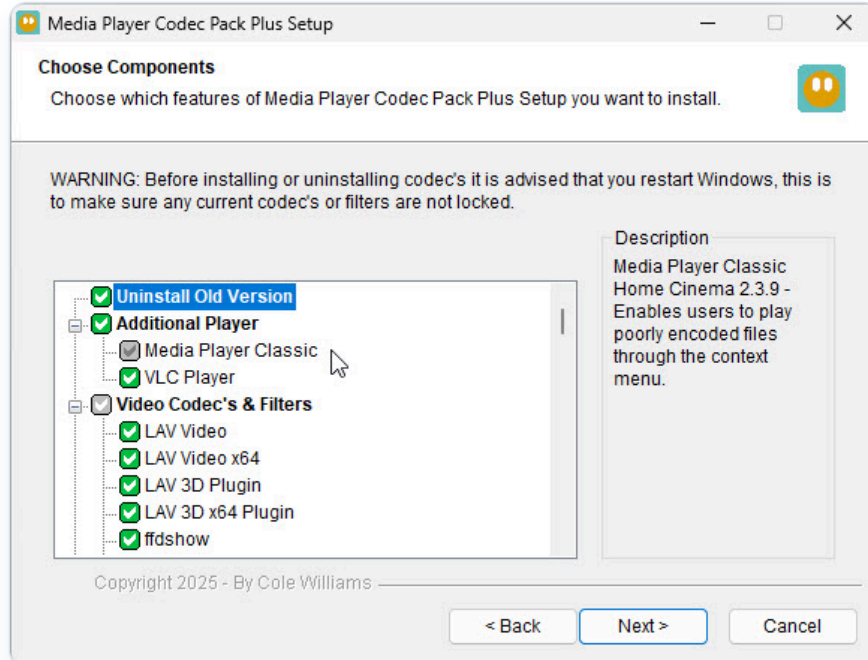 Media Player Codec Pack Plus Setup
Choose Components
Choose which features of Media Player Codec Pack Plus Setup you want to install.
WARNING: Before installing or uninstalling codec's it is advised that you restart Windows, this is
to make sure any current codec's or filters are not locked.
Uninstall Old Version
Additional Player
Media Player Classic
VLC Player
Video Codec's & Filters
LAV Video
LAV Video x64
LAV 3D Plugin
LAV 3D x64 Plugin
ffdshow
Description
Media Player Classic
Home Cinema 2.3.9 -
Enables users to play
poorly encoded files
through the context
menu.
Copyright 2025 - By Cole Williams
< Back
Next >
Cancel